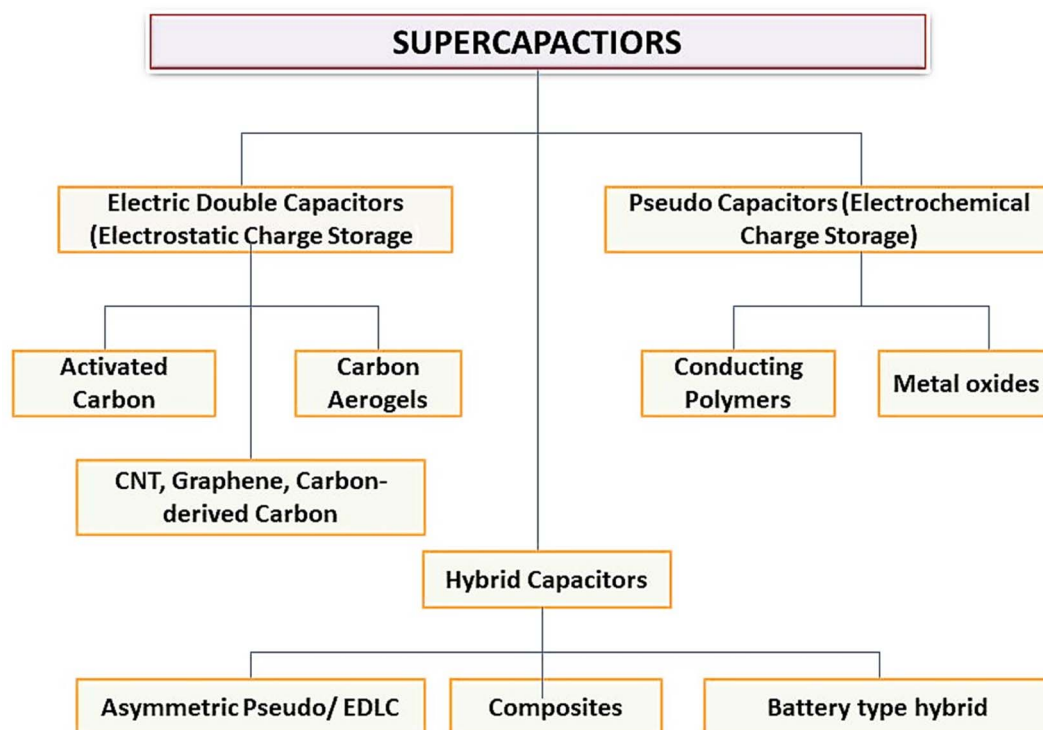 SUPERCAPACTIORS
Electric Double Capacitors
(Electrostatic Charge Storage
Pseudo Capacitors (Electrochemical
Charge Storage)
Activated
Carbon
Carbon
Aerogels
Conducting
Polymers
Metal oxides
CNT, Graphene, Carbon-
derived Carbon
Hybrid Capacitors
Asymmetric Pseudo/ EDLC
Composites
Battery type hybrid